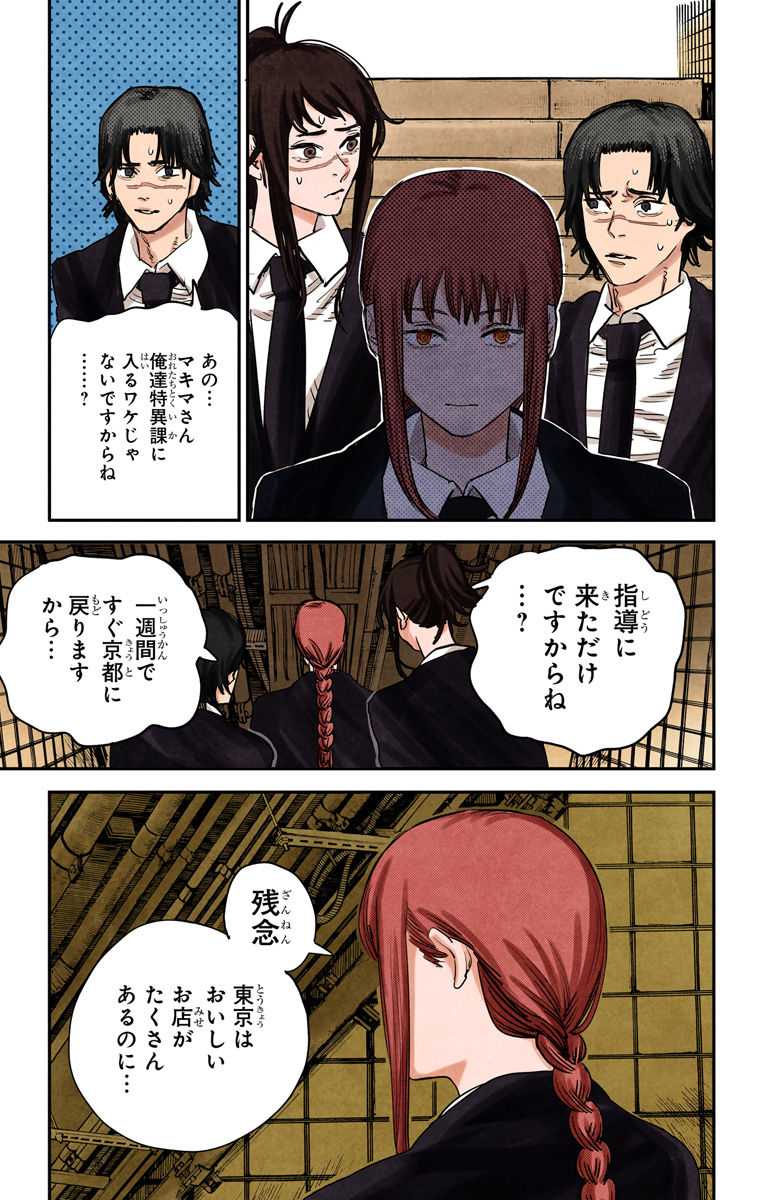 あの…
マキマさん
俺達特異課に
入るワケじゃ
ないですからね
……?
指導に
来ただけ
ですからね
…?
一週間で
すぐ京都に
戻ります
から…
残念
東京は
おいしい
お店が
たくさん
あるのに…